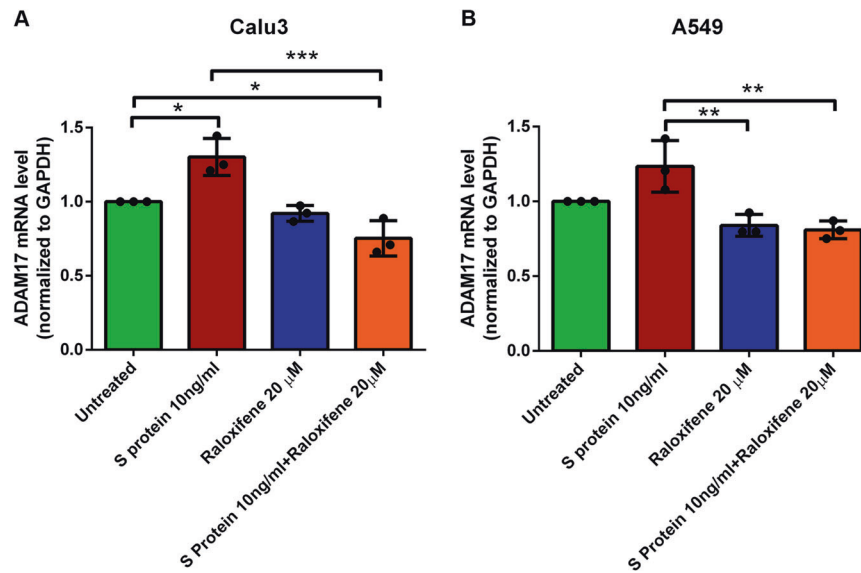 A
Calu3
***
*
*
ADAM17 mRNA level
(normalized to GAPDH)
1.5
1.0
0.5
0.0
Untreated
S protein 10ng/ml
Raloxifene 20 μM
S Protein 10ng/ml+Raloxifene 20μM
B
A549
**
**
ADAM17 mRNA level
(normalized to GAPDH)
1.5
1.0
0.5
0.0
Untreated
S protein 10ng/ml
Raloxifene 20 μM
S Protein 10ng/ml+Raloxifene 20μM